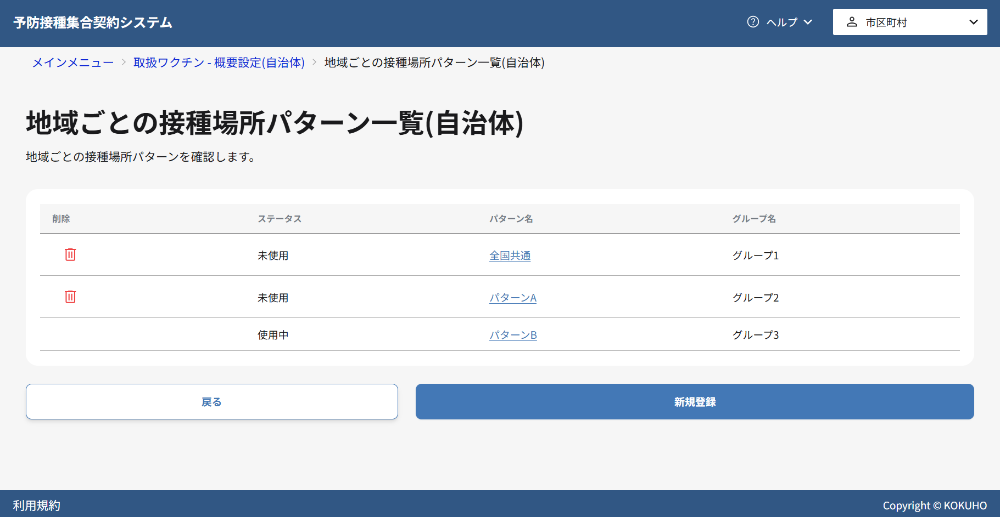 予防接種集合契約システム
ヘルプ
市区町村
メインメニュー > 取扱ワクチン - 概要設定(自治体) > 地域ごとの接種場所パターン一覧(自治体)
地域ごとの接種場所パターン一覧(自治体)
地域ごとの接種場所パターンを確認します。
削除 ステータス パターン名 グループ名
未使用 全国共通 グループ1
未使用 パターンA グループ2
使用中 パターンB グループ3
戻る
新規登録
利用規約
Copyright © KOKUHO